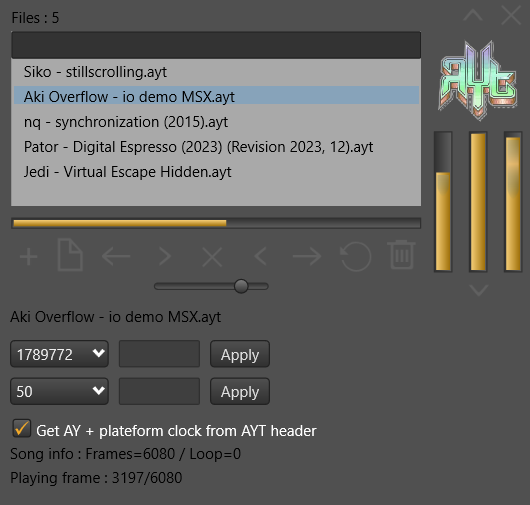 Files : 5
AYT
Siko - stillscrolling.ayt
Aki Overflow - io demo MSX.ayt
nq - synchronization (2015).ayt
Pator - Digital Espresso (2023) (Revision 2023, 12).ayt
Jedi - Virtual Escape Hidden.ayt
Aki Overflow - io demo MSX.ayt
1789772 Apply
50 Apply
Get AY + plateform clock from AYT header
Song info : Frames=6080 / Loop=0
Playing frame : 3197/6080